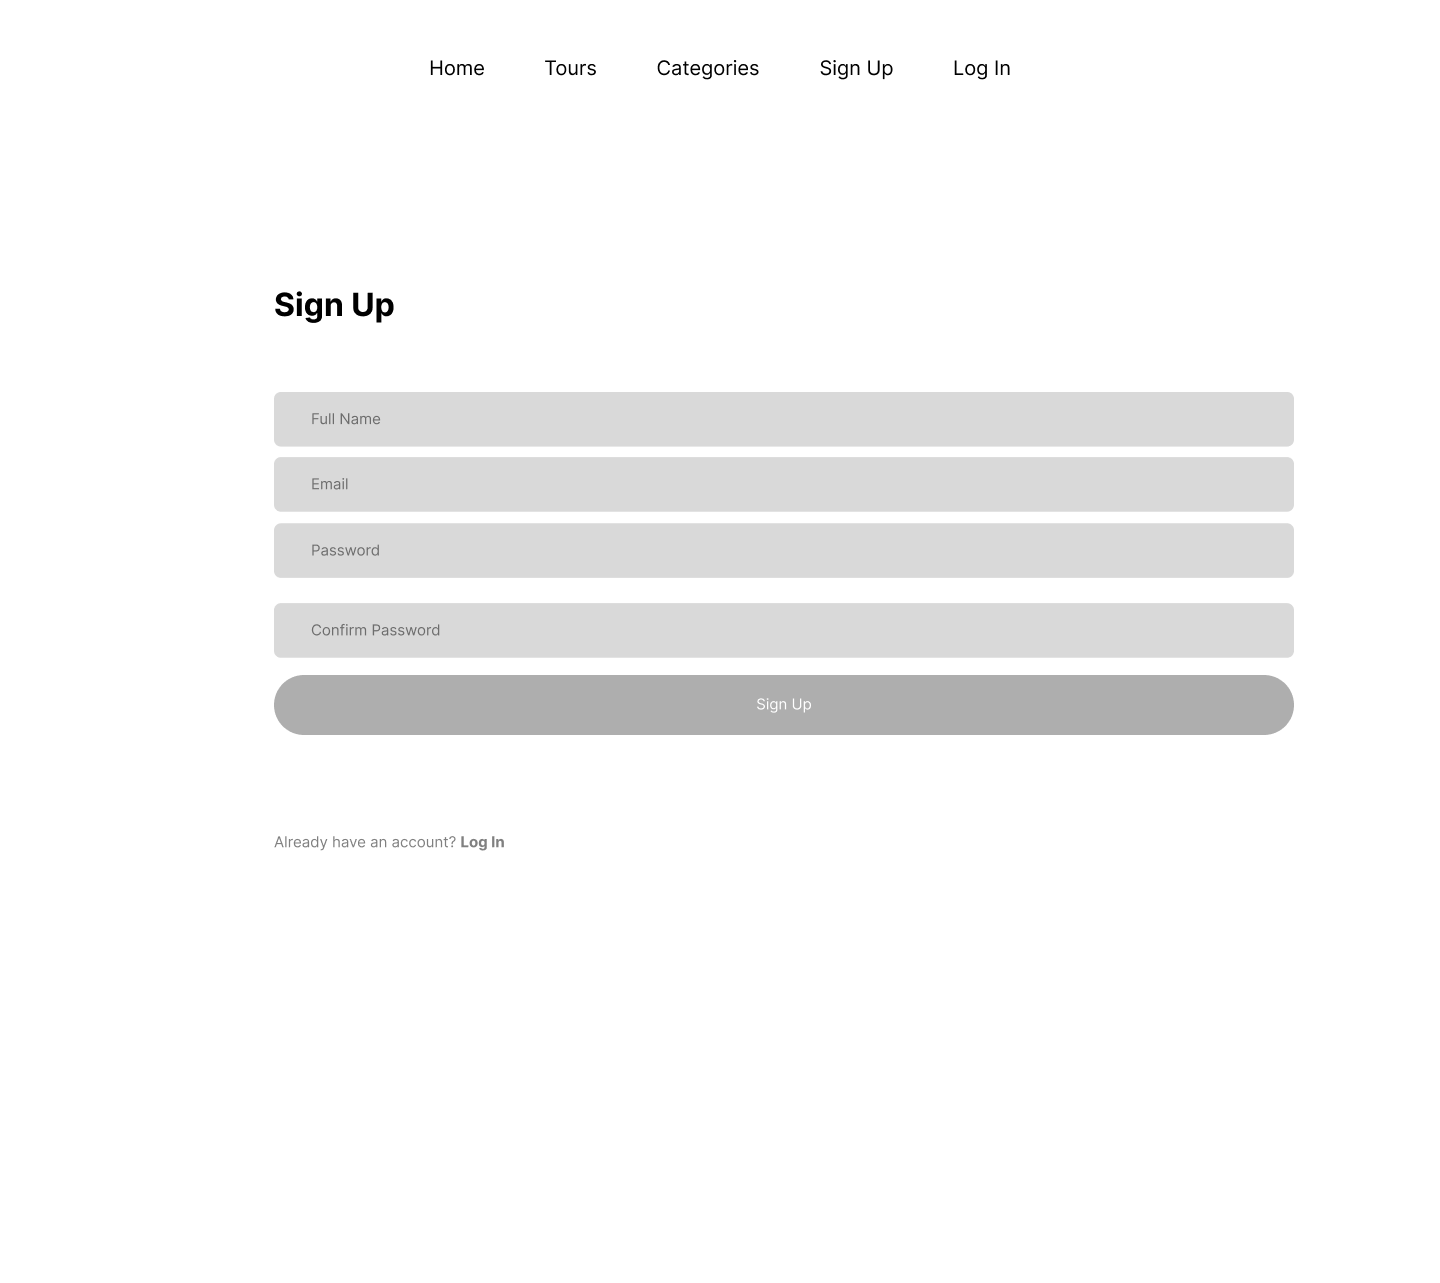 Home Tours Categories Sign Up Log In
Sign Up
Full Name
Email
Password
Confirm Password
Sign Up
Already have an account? Log In